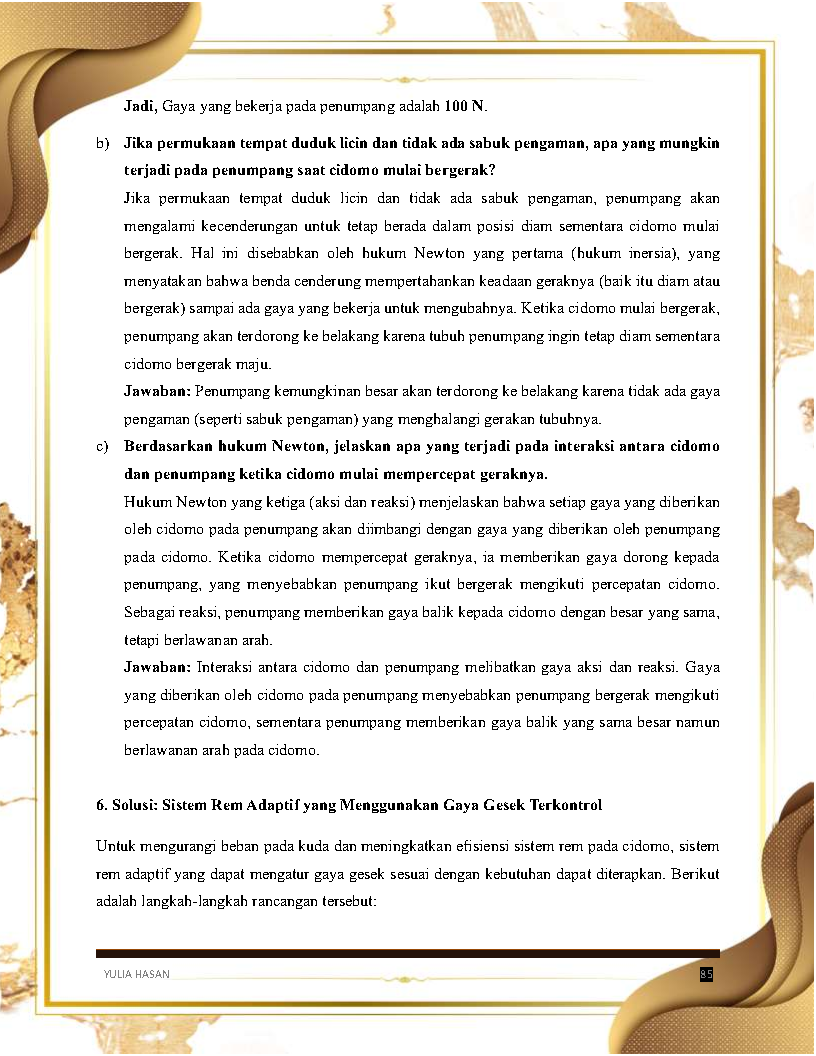 Jadi, Gaya yang bekerja pada penumpang adalah 100 N.
b) Jika permukaan tempat duduk licin dan tidak ada sabuk pengaman, apa yang mungkin
terjadi pada penumpang saat cidomo mulai bergerak?
Jika permukaan tempat duduk licin dan tidak ada sabuk pengaman, penumpang akan
mengalami kecenderungan untuk tetap berada dalam posisi diam sementara cidomo mulai
bergerak. Hal ini disebabkan oleh hukum Newton yang pertama (hukum inersia), yang
menyatakan bahwa benda cenderung mempertahankan keadaan geraknya (baik itu diam atau
bergerak) sampai ada gaya yang bekerja untuk mengubahnya. Ketika cidomo mulai bergerak,
penumpang akan terdorong ke belakang karena tubuh penumpang ingin tetap diam sementara
cidomo bergerak maju.
Jawaban: Penumpang kemungkinan besar akan terdorong ke belakang karena tidak ada gaya
pengaman (seperti sabuk pengaman) yang menghalangi gerakan tubuhnya.
c) Berdasarkan hukum Newton, jelaskan apa yang terjadi pada interaksi antara cidomo
dan penumpang ketika cidomo mulai mempercepat geraknya.
Hukum Newton yang ketiga (aksi dan reaksi) menjelaskan bahwa setiap gaya yang diberikan
oleh cidomo pada penumpang akan diimbangi dengan gaya yang diberikan oleh penumpang
pada cidomo. Ketika cidomo mempercepat geraknya, ia memberikan gaya dorong kepada
penumpang, yang menyebabkan penumpang ikut bergerak mengikuti percepatan cidomo.
Sebagai reaksi, penumpang memberikan gaya balik kepada cidomo dengan besar yang sama,
tetapi berlawanan arah.
Jawaban: Interaksi antara cidomo dan penumpang melibatkan gaya aksi dan reaksi. Gaya
yang diberikan oleh cidomo pada penumpang menyebabkan penumpang bergerak mengikuti
percepatan cidomo, sementara penumpang memberikan gaya balik yang sama besar namun
berlawanan arah pada cidomo.
6. Solusi: Sistem Rem Adaptif yang Menggunakan Gaya Gesek Terkontrol
Untuk mengurangi beban pada kuda dan meningkatkan efisiensi sistem rem pada cidomo, sistem
rem adaptif yang dapat mengatur gaya gesek sesuai dengan kebutuhan dapat diterapkan. Berikut
adalah langkah-langkah rancangan tersebut:
YULIA HASAN 85